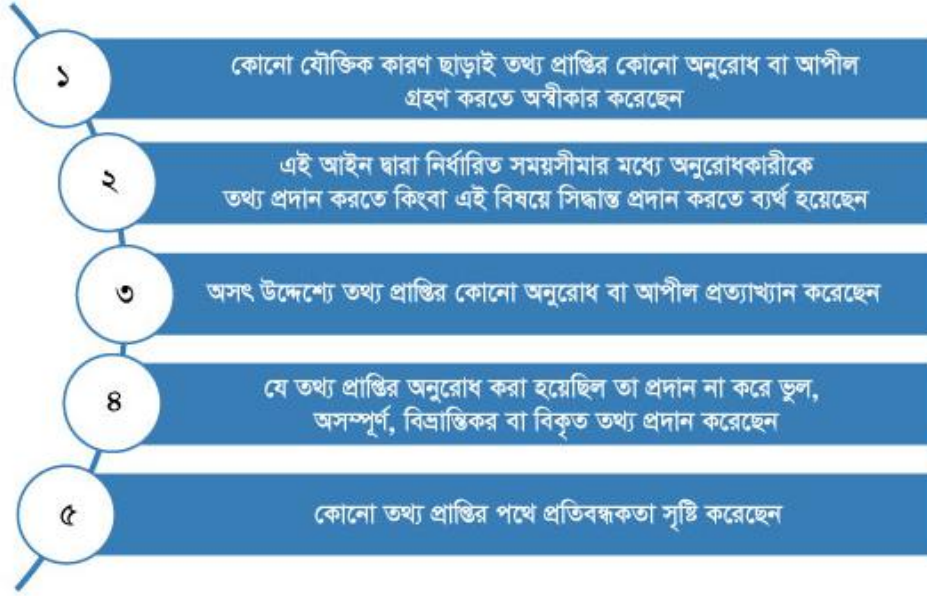 ১
কোনো যৌক্তিক কারণ ছাড়াই তথ্য প্রাপ্তির কোনো অনুরোধ বা আপীল
গ্রহণ করতে অস্বীকার করেছেন
২
এই আইন দ্বারা নির্ধারিত সময়সীমার মধ্যে অনুরোধকারীকে
তথ্য প্রদান করতে কিংবা এই বিষয়ে সিদ্ধান্ত প্রদান করতে ব্যর্থ হয়েছেন
৩
অসৎ উদ্দেশ্যে তথ্য প্রাপ্তির কোনো অনুরোধ বা আপীল প্রত্যাখ্যান করেছেন
৪
যে তথ্য প্রাপ্তির অনুরোধ করা হয়েছিল তা প্রদান না করে ভুল,
অসম্পূর্ণ, বিভ্রান্তিকর বা বিকৃত তথ্য প্রদান করেছেন
৫
কোনো তথ্য প্রাপ্তির পথে প্রতিবন্ধকতা সৃষ্টি করেছেন